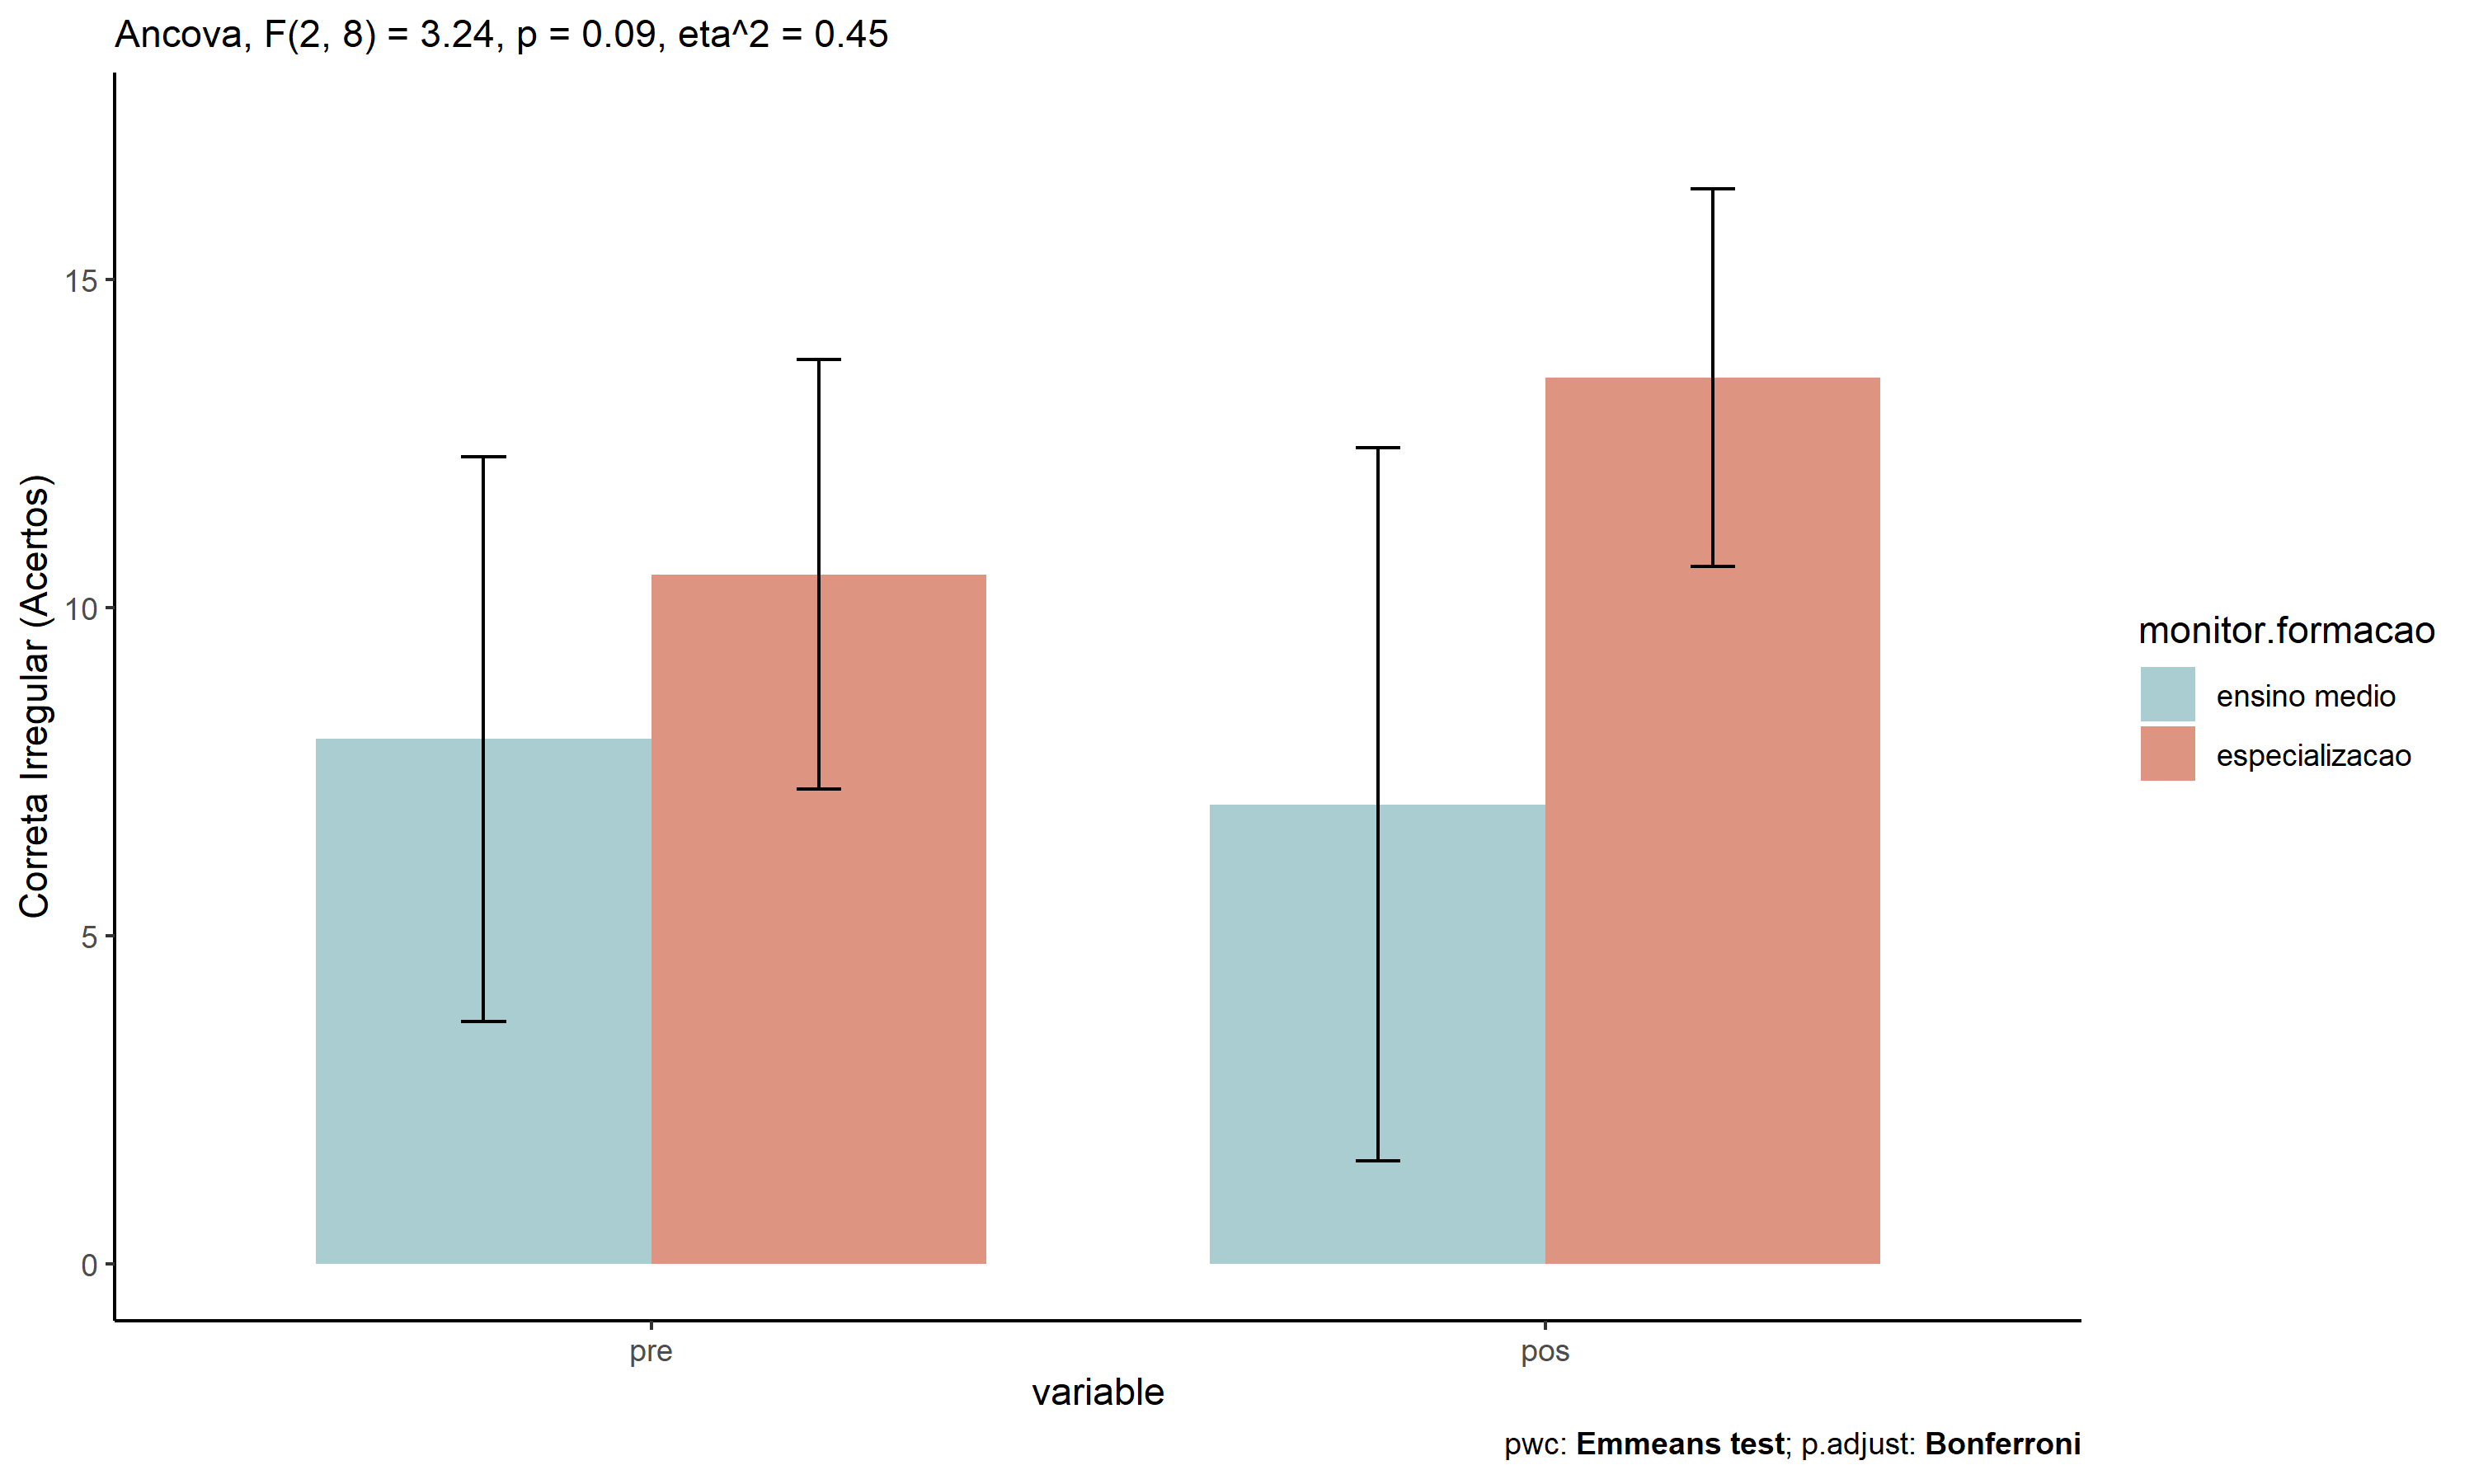 Ancova, F(2, 8) = 3.24, p = 0.09, eta^2 = 0.45
Correta Irregular (Acertos)
15
10
5
0
pre
pos
variable
monitor.formacao
ensino medio
especializacao
pwc: Emmeans test; p.adjust: Bonferroni